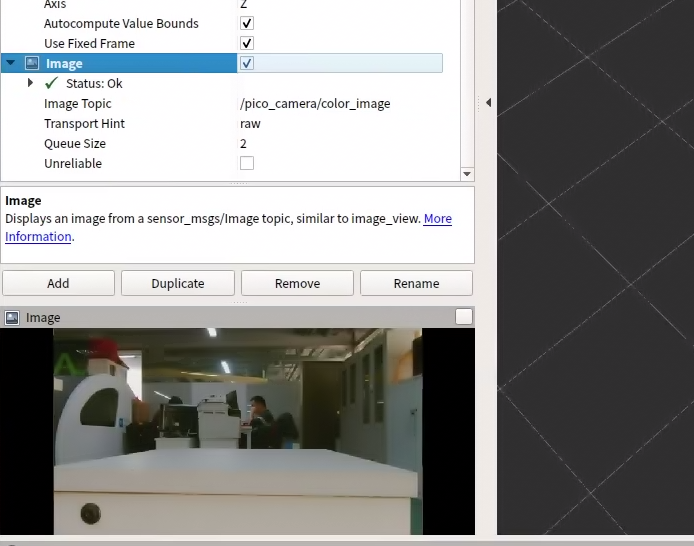 Axis Z
Autocompute Value Bounds
Use Fixed Frame
Image
Status: Ok
Image Topic /pico_camera/color_image
Transport Hint raw
Queue Size 2
Unreliable
Image
Displays an image from a sensor_msgs/Image topic, similar to image_view. More
Information.
Add Duplicate Remove Rename
Image
A